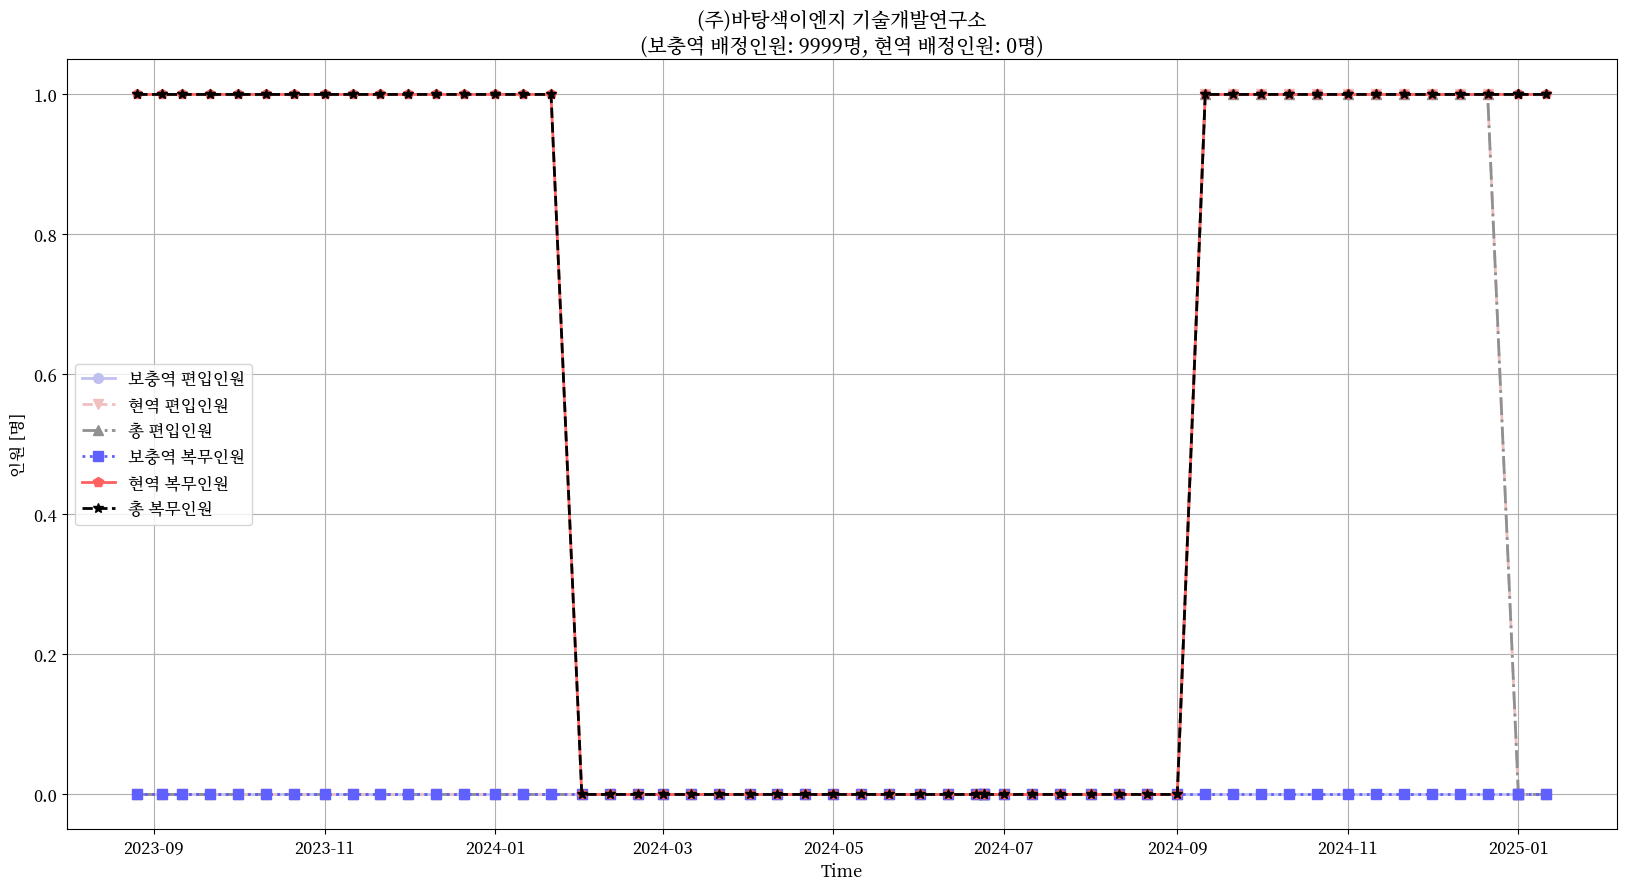 (주)바탕색이엔지 기술개발연구소
(보충역 배정인원: 9999명, 현역 배정인원: 0명)
인원 [명]
1.0
0.8
0.6
0.4
0.2
0.0
보충역 편입인원
현역 편입인원
총 편입인원
보충역 복무인원
현역 복무인원
총 복무인원
2023-09 2023-11 2024-01 2024-03 2024-05 2024-07 2024-09 2024-11 2025-01
Time